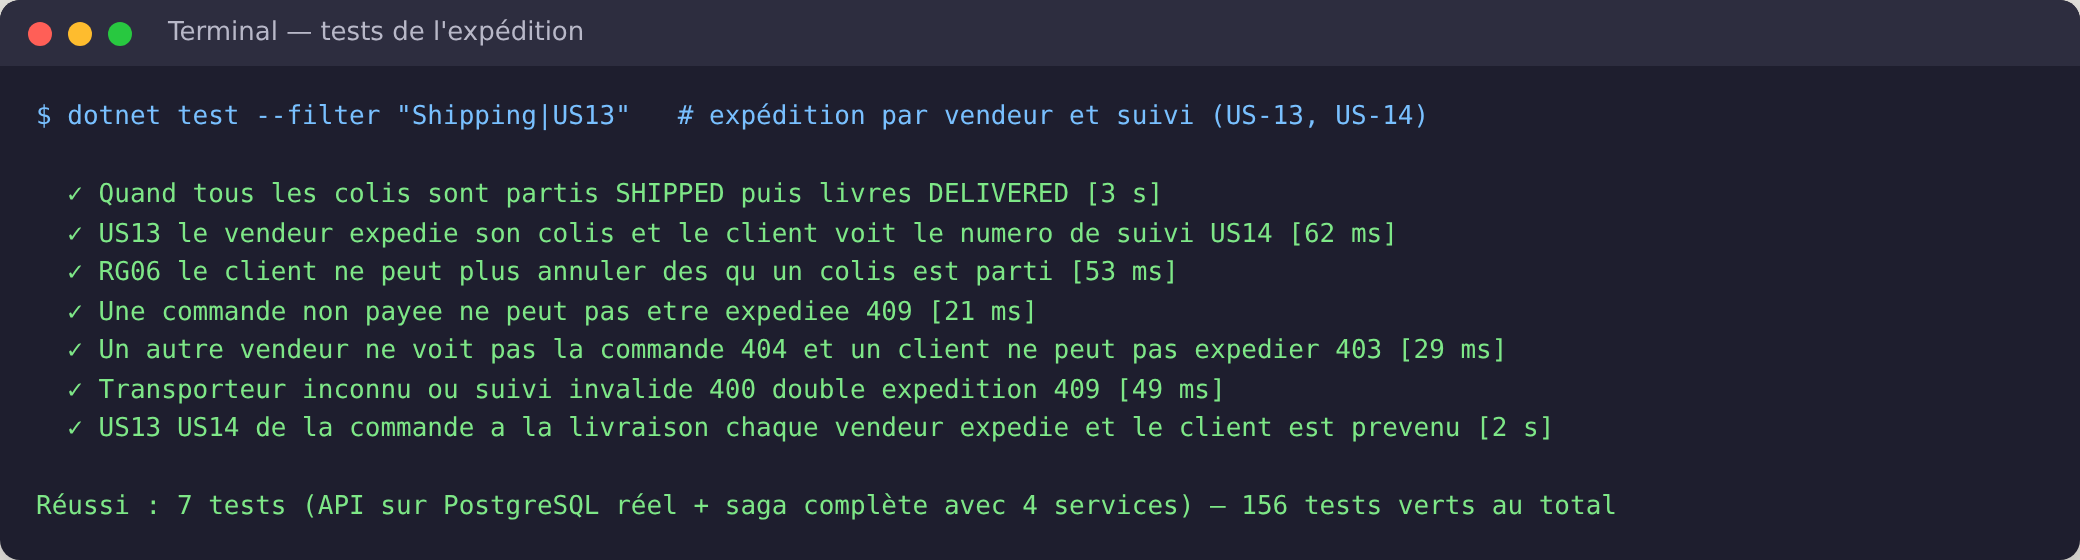 Terminal — tests de l'expédition
$ dotnet test --filter "Shipping|US13"   # expédition par vendeur et suivi (US-13, US-14)
✓ Quand tous les colis sont partis SHIPPED puis livres DELIVERED [3 s]
✓ US13 le vendeur expedie son colis et le client voit le numero de suivi US14 [62 ms]
✓ RG06 le client ne peut plus annuler des qu un colis est parti [53 ms]
✓ Une commande non payee ne peut pas etre expediee 409 [21 ms]
✓ Un autre vendeur ne voit pas la commande 404 et un client ne peut pas expedier 403 [29 ms]
✓ Transporteur inconnu ou suivi invalide 400 double expedition 409 [49 ms]
✓ US13 US14 de la commande a la livraison chaque vendeur expedie et le client est prevenu [2 s]
Réussi : 7 tests (API sur PostgreSQL réel + saga complète avec 4 services) — 156 tests verts au total